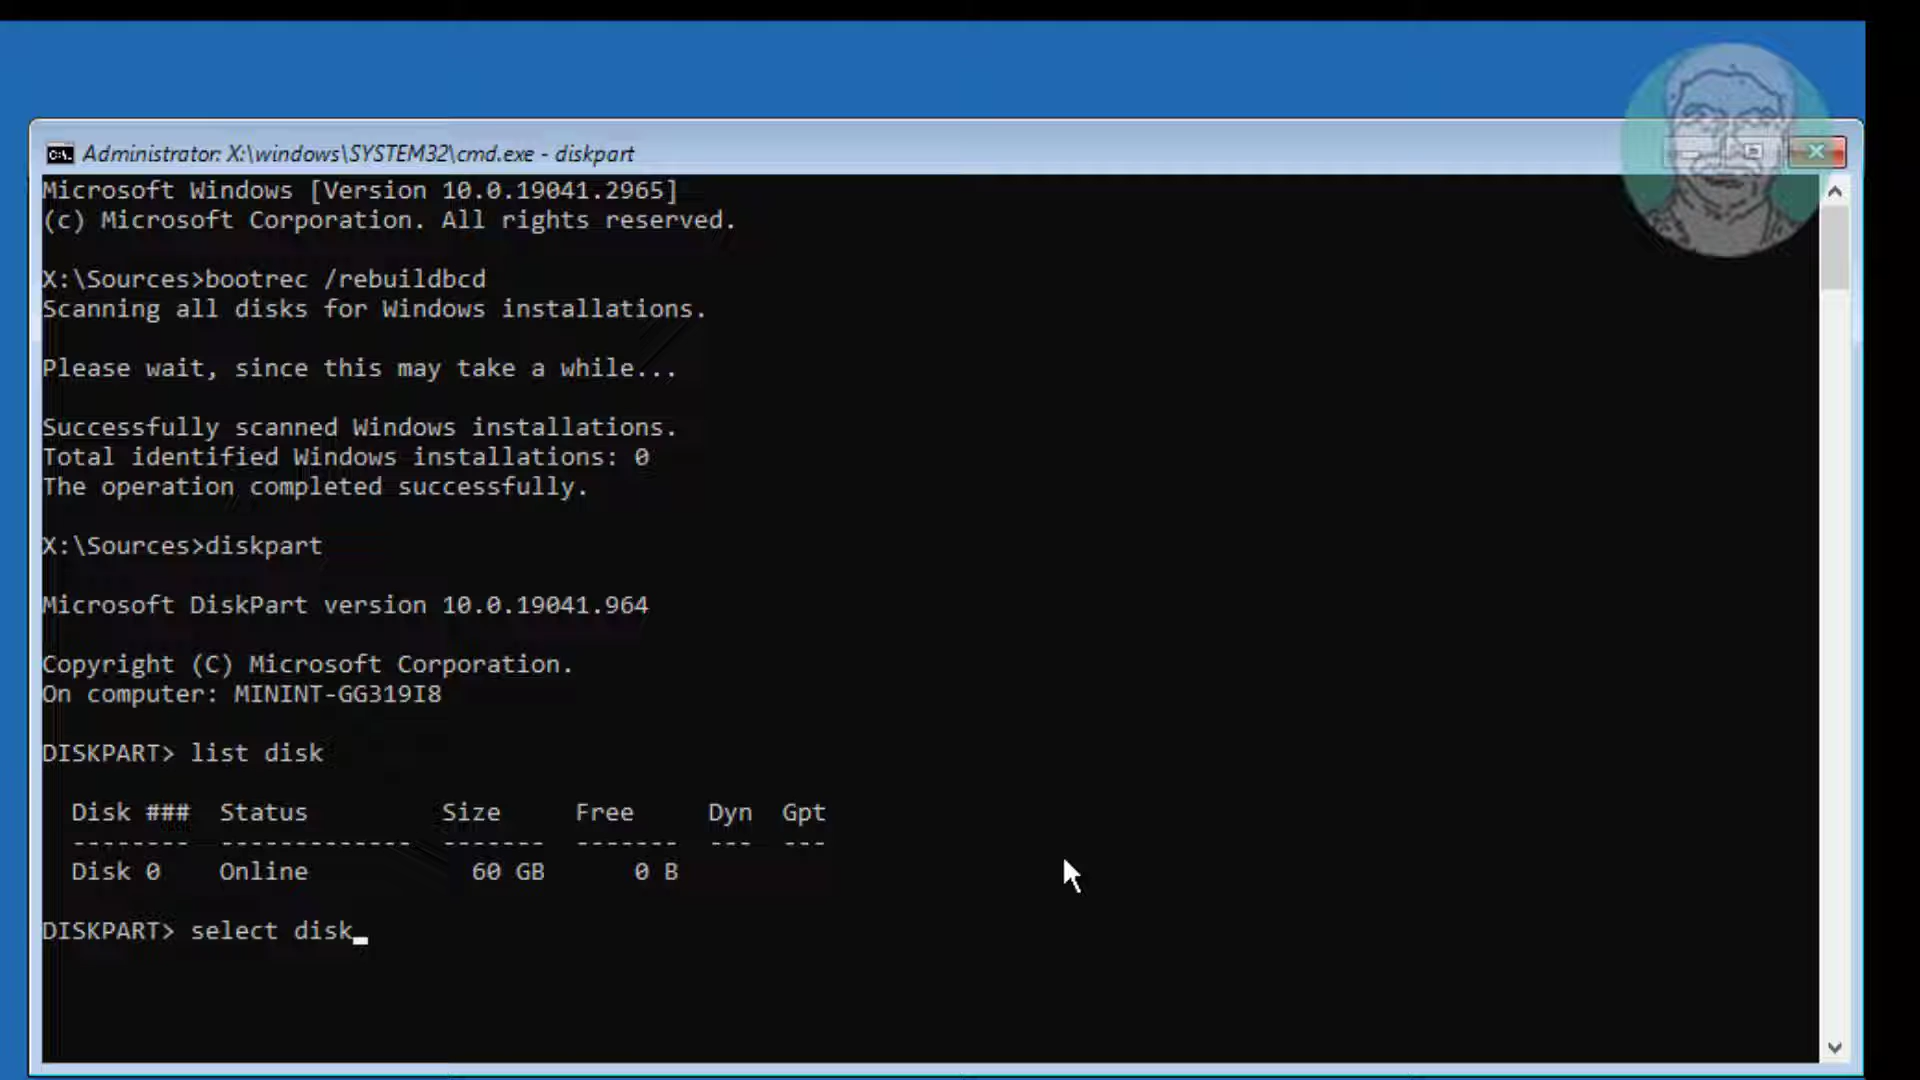 Administrator: X:\windows\SYSTEM32\cmd.exe - diskpart
Microsoft Windows [Version 10.0.19041.2965]
(c) Microsoft Corporation. All rights reserved.
X:\Sources>bootrec /rebuildbcd
Scanning all disks for Windows installations.
Please wait, since this may take a while...
Successfully scanned Windows installations.
Total identified Windows installations: 0
The operation completed successfully.
X:\Sources>diskpart
Microsoft DiskPart version 10.0.19041.964
Copyright (C) Microsoft Corporation.
On computer: MININT-GG319I8
DISKPART> list disk
Disk ###  Status         Size     Free     Dyn  Gpt
--------  -------------  -------  -------  ---  ---
Disk 0    Online           60 GB      0 B
DISKPART> select disk_